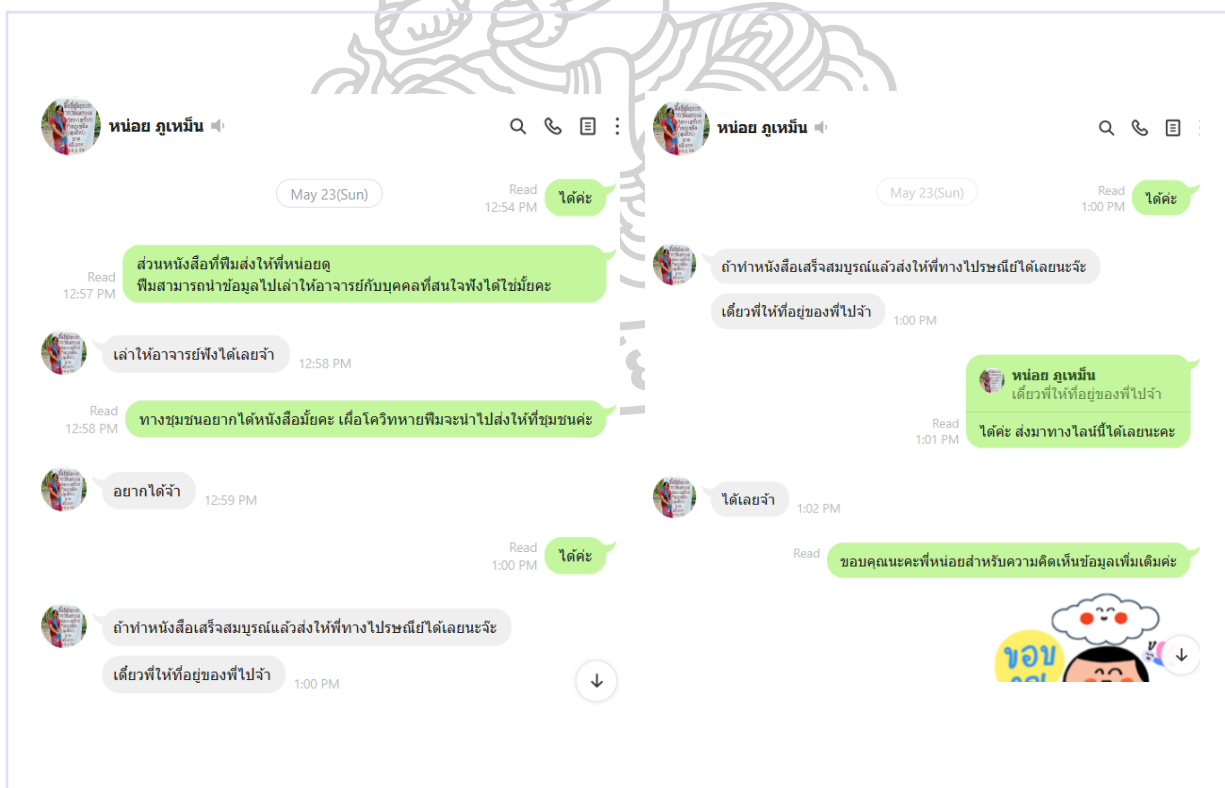 หน่อย ภูเหม็น
May 23(Sun)
Read
12:54 PM
ได้ค่ะ
ส่วนหนังสือที่ฟิมส่งให้พี่หน่อยดู
ฟิมสามารถนำข้อมูลไปเล่าให้อาจารย์กับบุคคลที่สนใจฟังได้ใช่มั้ยคะ
Read
12:57 PM
เล่าให้อาจารย์ฟังได้เลยจ้า
12:58 PM
Read
12:58 PM
ทางชุมชนอยากได้หนังสือมั้ยคะ เผื่อโควิทหายฟิมจะนำไปส่งให้ที่ชุมชนค่ะ
อยากได้จ้า
12:59 PM
Read
1:00 PM
ได้ค่ะ
ถ้าทำหนังสือเสร็จสมบูรณ์แล้วส่งให้พี่ทางไปรษณีย์ได้เลยนะจ๊ะ
เดี๋ยวพี่ให้ที่อยู่ของพี่ไปจ้า
1:00 PM
หน่อย ภูเหม็น
May 23(Sun)
Read
1:00 PM
ได้ค่ะ
ถ้าทำหนังสือเสร็จสมบูรณ์แล้วส่งให้พี่ทางไปรษณีย์ได้เลยนะจ๊ะ
เดี๋ยวพี่ให้ที่อยู่ของพี่ไปจ้า
1:00 PM
หน่อย ภูเหม็น
เดี๋ยวพี่ให้ที่อยู่ของพี่ไปจ้า
Read
1:01 PM
ได้ค่ะ ส่งมาทางไลน์นี้ได้เลยนะคะ
ได้เลยจ้า
1:02 PM
Read
ขอบคุณนะคะพี่หน่อยสำหรับความคิดเห็นข้อมูลเพิ่มเติมค่ะ
ขอบ